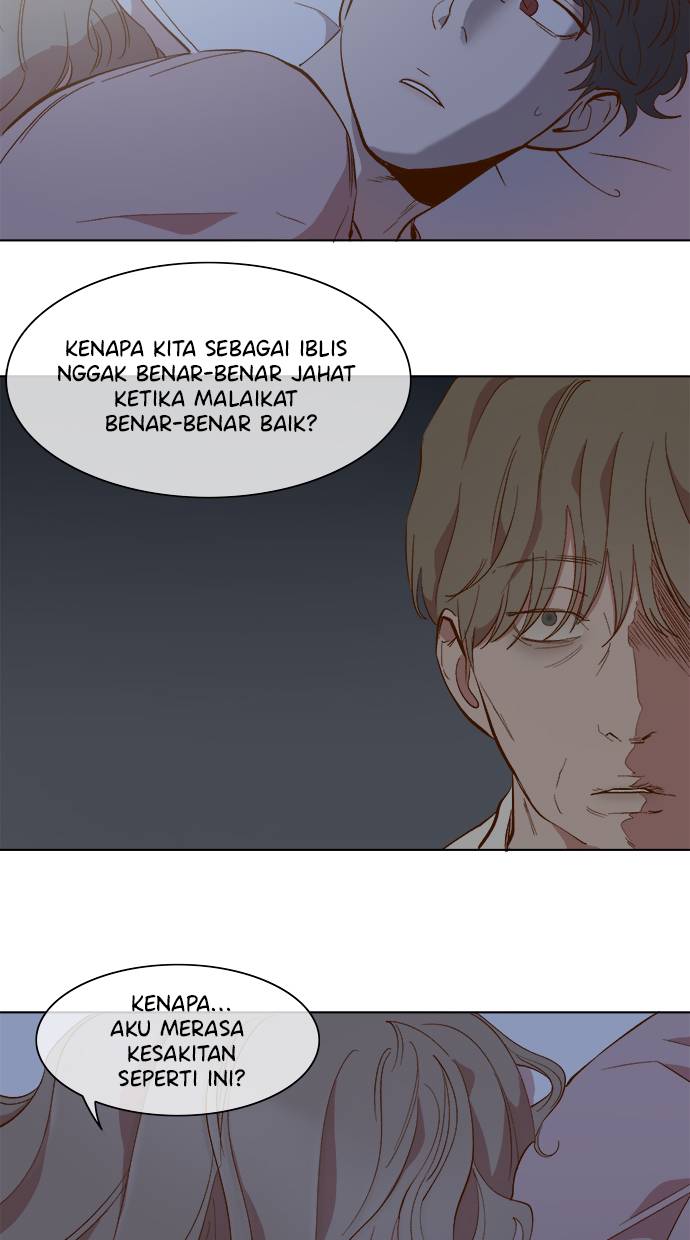 KENAPA KITA SEBAGAI IBLIS
NGGAK BENAR-BENAR JAHAT
KETIKA MALAIKAT
BENAR-BENAR BAIK?
KENAPA...
AKU MERASA
KESAKITAN
SEPERTI INI?